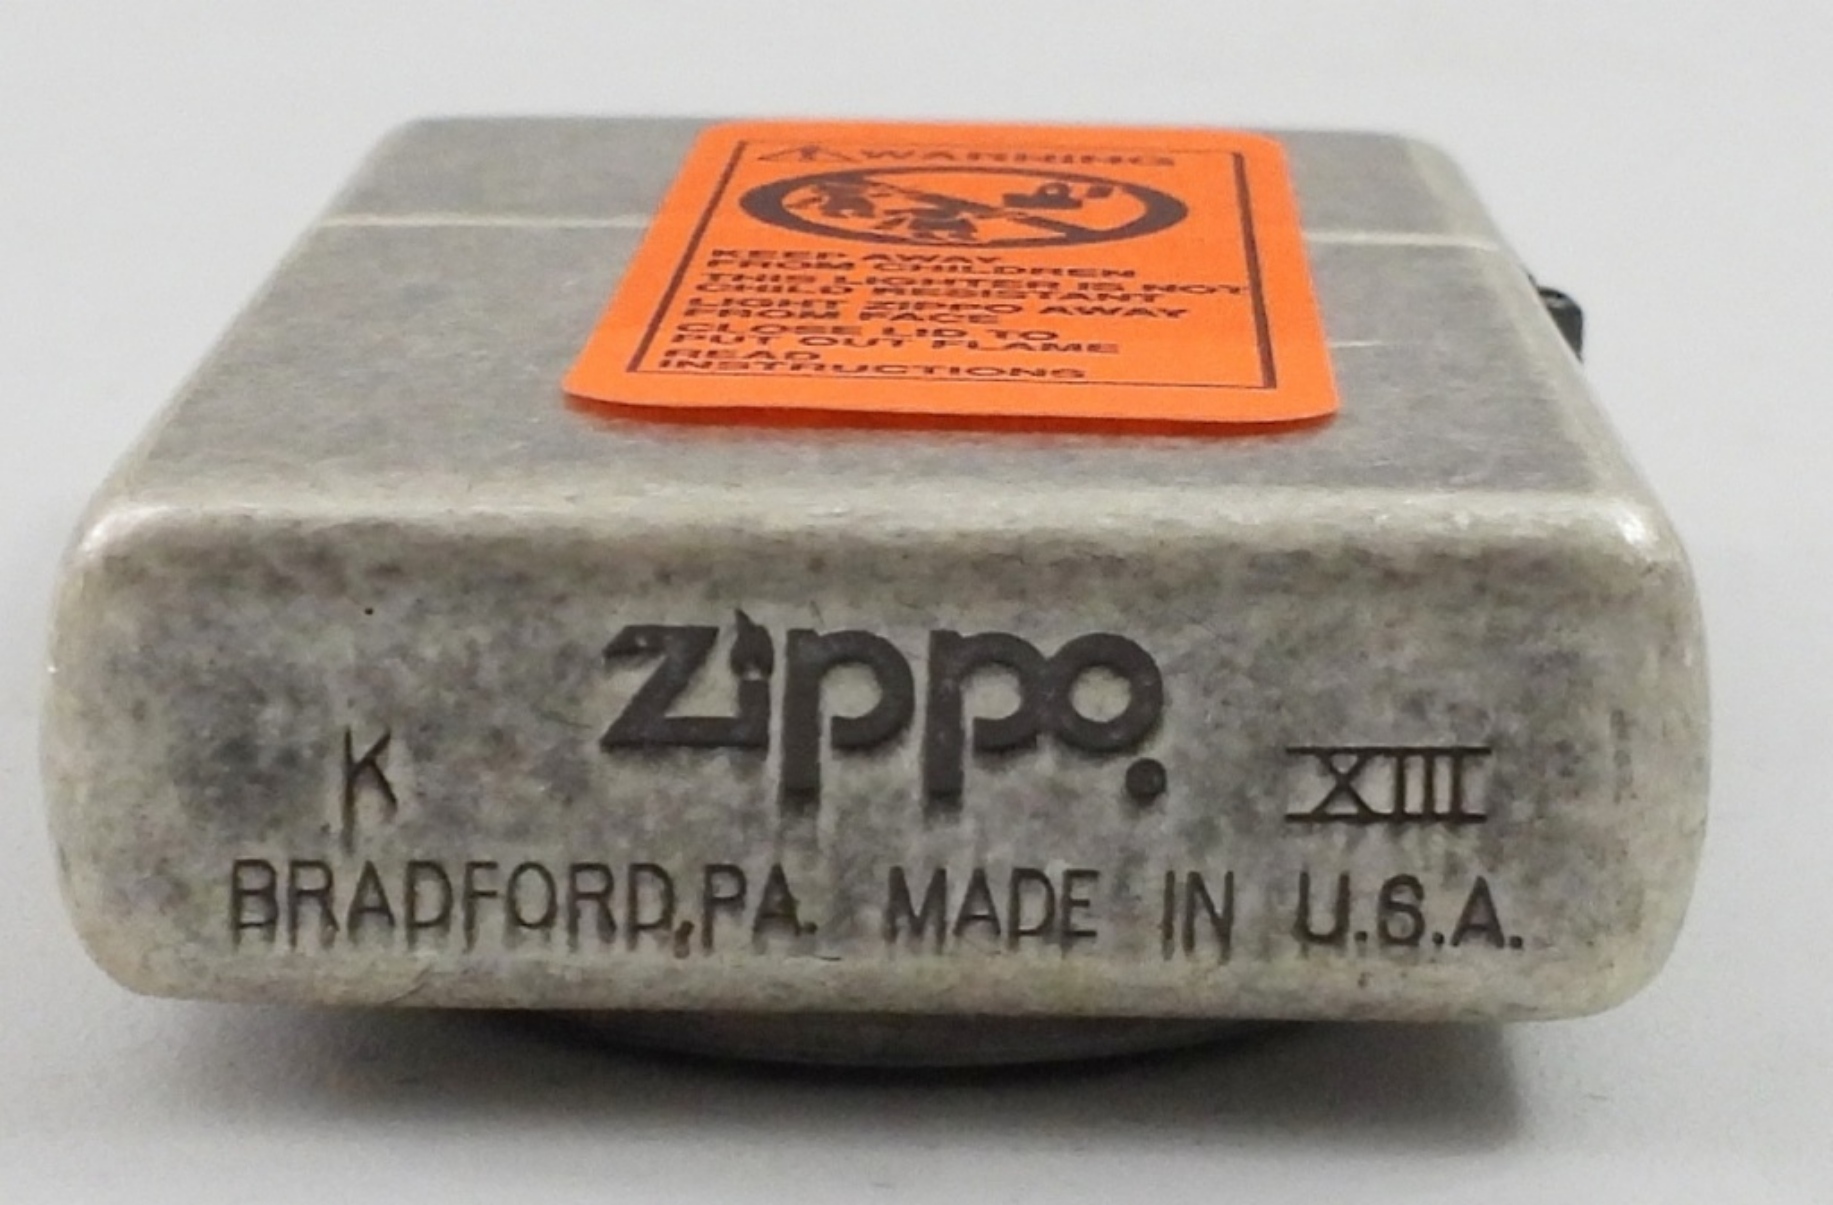 WARNING
KEEP AWAY
FROM CHILDREN
THIS LIGHTER IS NOT
CHILD RESISTANT
LIGHT ZIPPO AWAY
FROM FACE
CLOSE LID TO
PUT OUT FLAME
READ
INSTRUCTIONS
zippo
K XIII
BRADFORD,PA. MADE IN U.S.A.